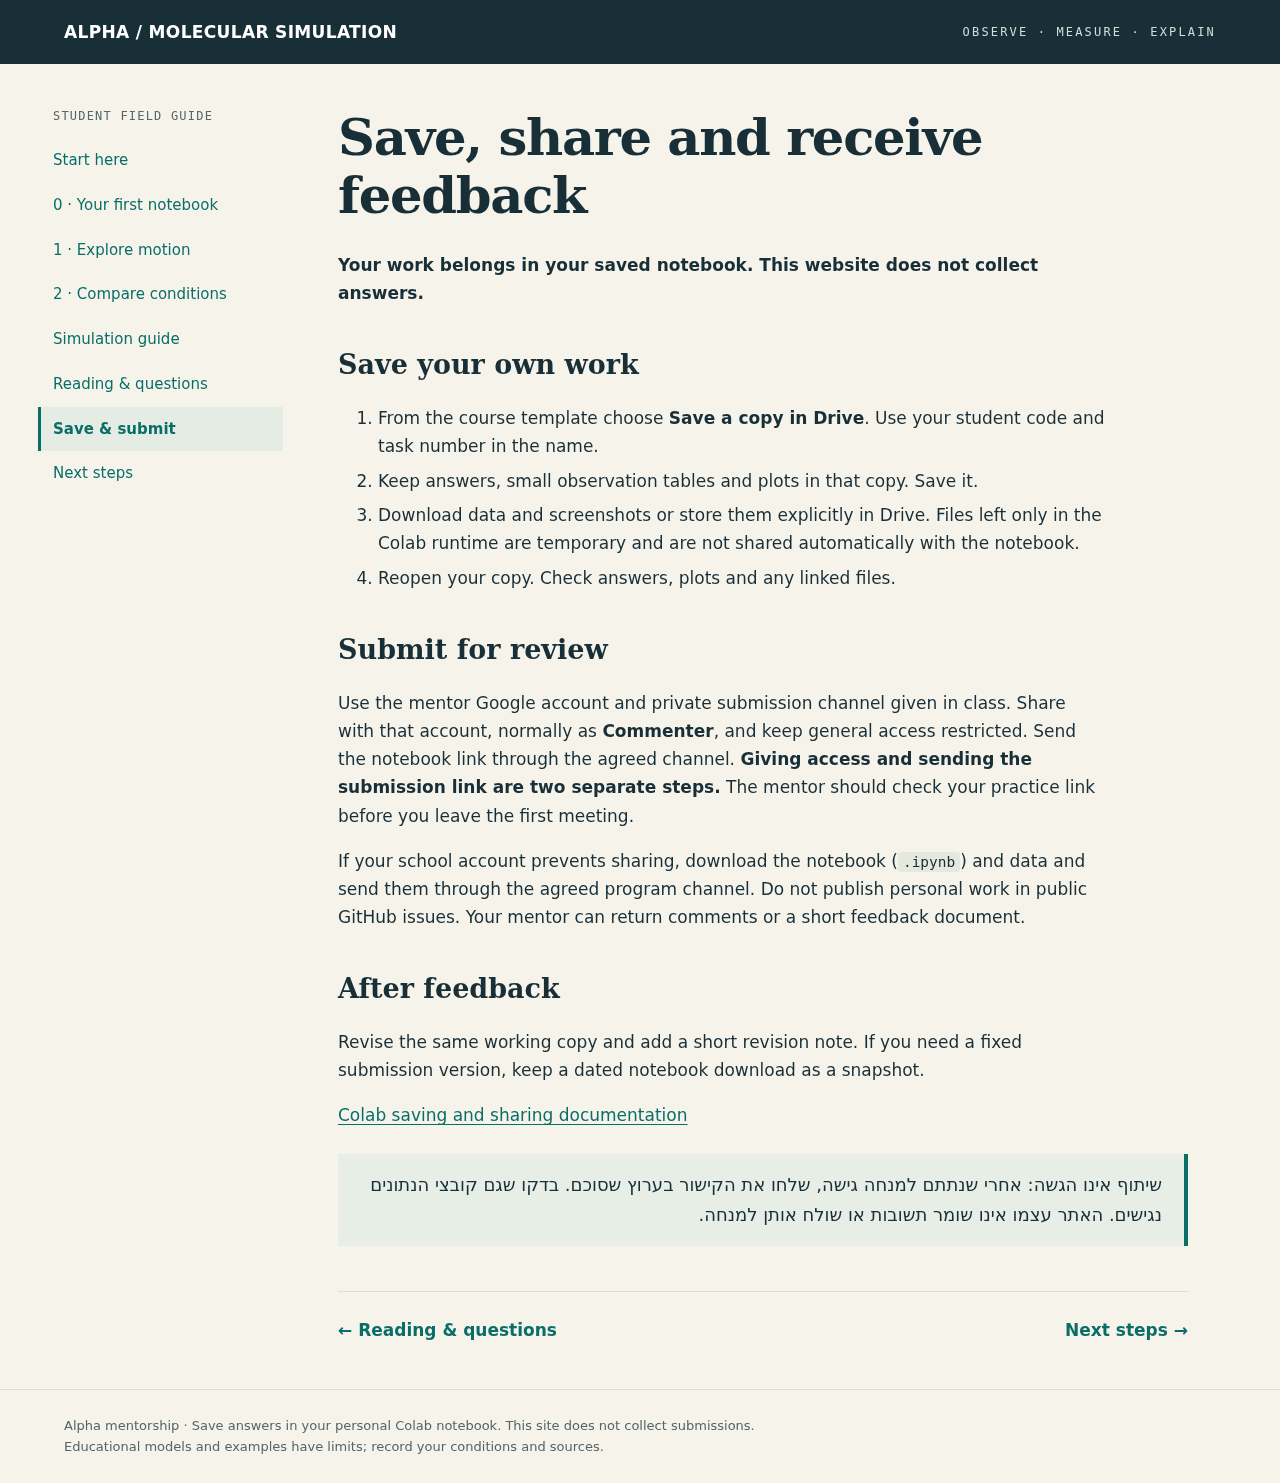 ALPHA / MOLECULAR SIMULATION
OBSERVE · MEASURE · EXPLAIN
STUDENT FIELD GUIDE
Start here
0 · Your first notebook
1 · Explore motion
2 · Compare conditions
Simulation guide
Reading & questions
Save & submit
Next steps
Save, share and receive
feedback
Your work belongs in your saved notebook. This website does not collect
answers.
Save your own work
1. From the course template choose Save a copy in Drive. Use your student code and
task number in the name.
2. Keep answers, small observation tables and plots in that copy. Save it.
3. Download data and screenshots or store them explicitly in Drive. Files left only in the
Colab runtime are temporary and are not shared automatically with the notebook.
4. Reopen your copy. Check answers, plots and any linked files.
Submit for review
Use the mentor Google account and private submission channel given in class. Share
with that account, normally as Commenter, and keep general access restricted. Send
the notebook link through the agreed channel. Giving access and sending the
submission link are two separate steps. The mentor should check your practice link
before you leave the first meeting.
If your school account prevents sharing, download the notebook (.ipynb) and data and
send them through the agreed program channel. Do not publish personal work in public
GitHub issues. Your mentor can return comments or a short feedback document.
After feedback
Revise the same working copy and add a short revision note. If you need a fixed
submission version, keep a dated notebook download as a snapshot.
Colab saving and sharing documentation
שיתוף אינו הגשה: אחרי שנתתם למנחה גישה, שלחו את הקישור בערוץ שסוכם. בדקו שגם קובצי הנתונים
נגישים. האתר עצמו אינו שומר תשובות או שולח אותן למנחה.
← Reading & questions
Next steps →
Alpha mentorship · Save answers in your personal Colab notebook. This site does not collect submissions.
Educational models and examples have limits; record your conditions and sources.